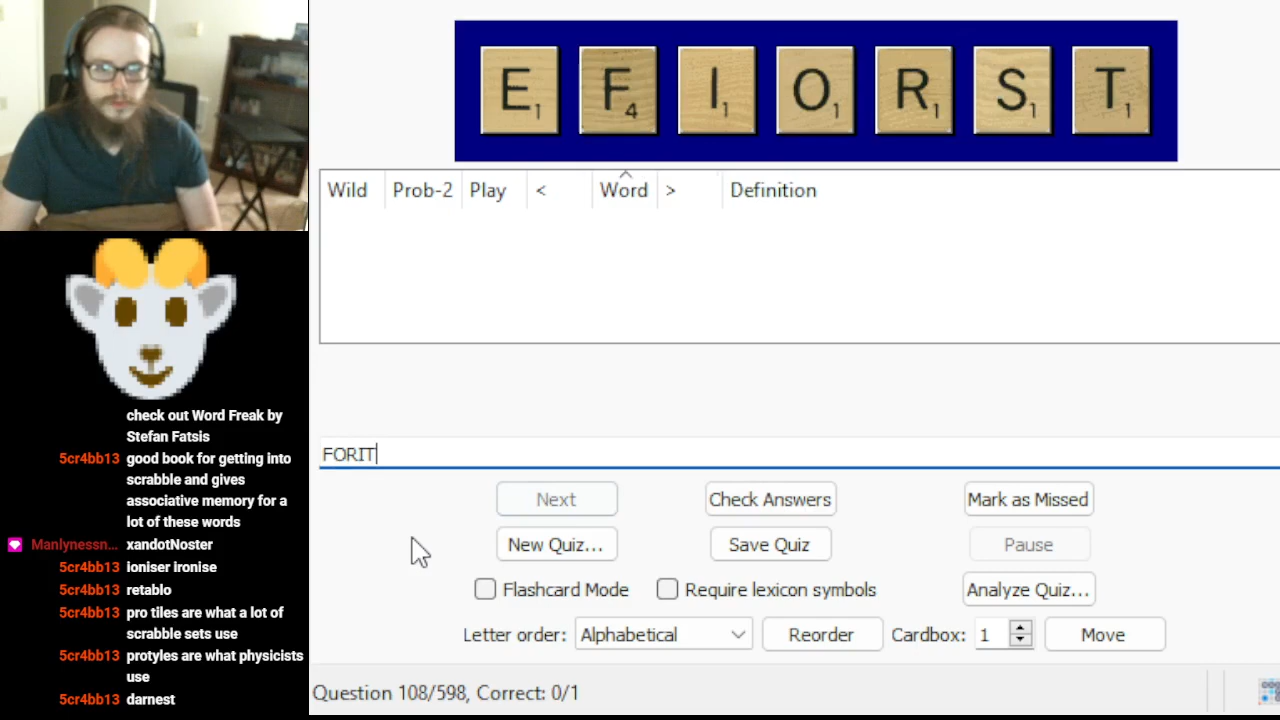 E1 F4 I1 O1 R1 S1 T1
Wild Prob-2 Play < Word > Definition
check out Word Freak by
Stefan Fatsis
5cr4bb13 good book for getting into
scrabble and gives
associative memory for a
lot of these words
Manlynessn... xandotNoster
5cr4bb13 ioniser ironise
5cr4bb13 retablo
5cr4bb13 pro tiles are what a lot of
scrabble sets use
5cr4bb13 protyles are what physicists
use
5cr4bb13 darnest
FORIT
Next Check Answers Mark as Missed
New Quiz... Save Quiz Pause
Flashcard Mode Require lexicon symbols Analyze Quiz...
Letter order: Alphabetical Reorder Cardbox: 1 Move
Question 108/598, Correct: 0/1